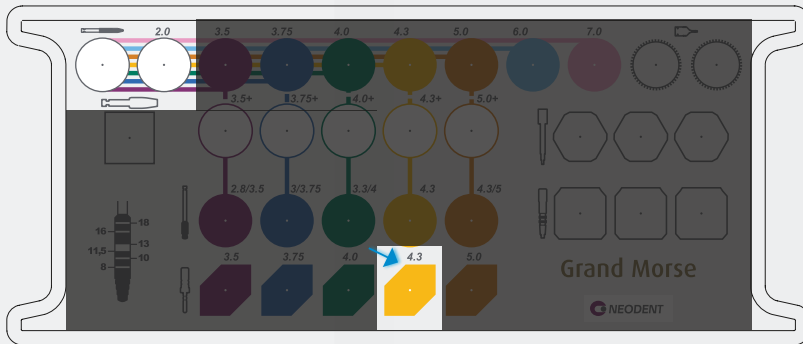 2.0 3.5 3.75 4.0 4.3 5.0 6.0 7.0
3.5+ 3.75+ 4.0+ 4.3+ 5.0+
2.8/3.5 3/3.75 3.3/4 4.3 4.3/5
18
16
13
11,5
10
8
3.5 3.75 4.0 4.3 5.0
Grand Morse
NEODENT